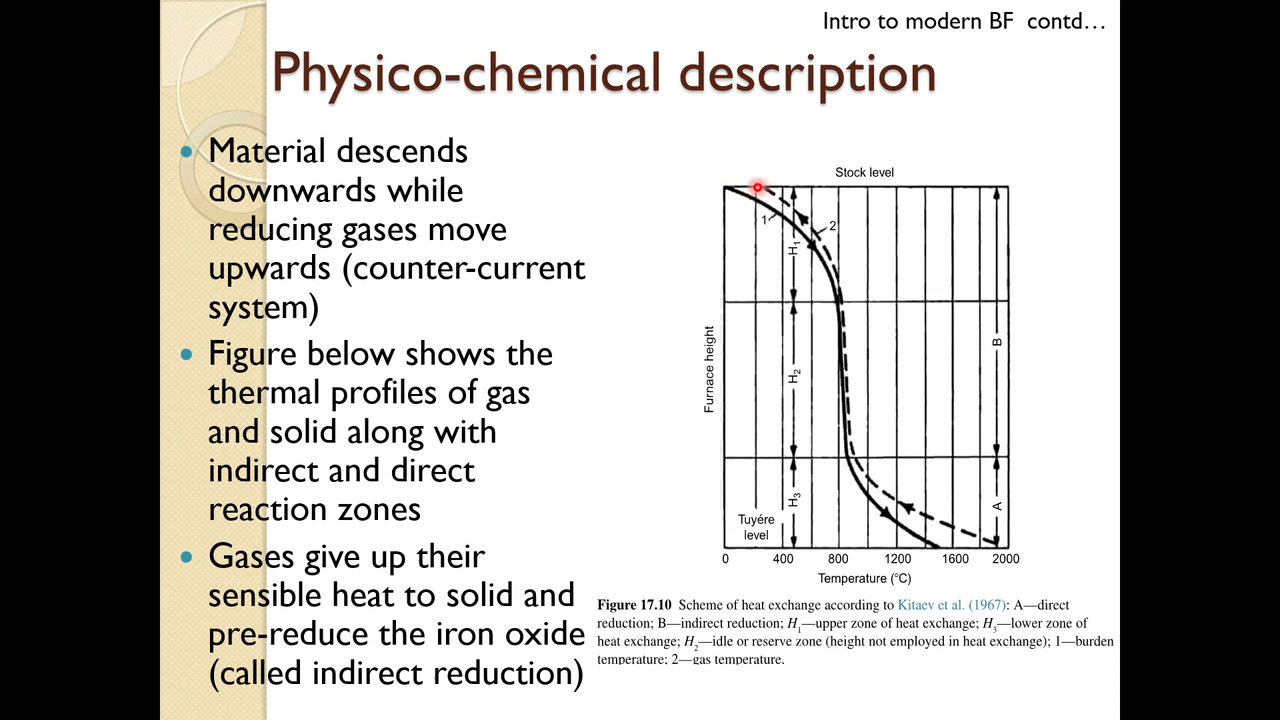 Intro to modern BF contd…
Physico-chemical description
• Material descends
downwards while
reducing gases move
upwards (counter-current
system)
• Figure below shows the
thermal profiles of gas
and solid along with
indirect and direct
reaction zones
• Gases give up their
sensible heat to solid and
pre-reduce the iron oxide
(called indirect reduction)
Stock level
1
2
H₁
H₂
B
Furnace height
H₃
A
Tuyére
level
0 400 800 1200 1600 2000
Temperature (°C)
Figure 17.10 Scheme of heat exchange according to Kitaev et al. (1967): A—direct
reduction; B—indirect reduction; H₁—upper zone of heat exchange; H₃—lower zone of
heat exchange; H₂—idle or reserve zone (height not employed in heat exchange); 1—burden
temperature; 2—gas temperature.